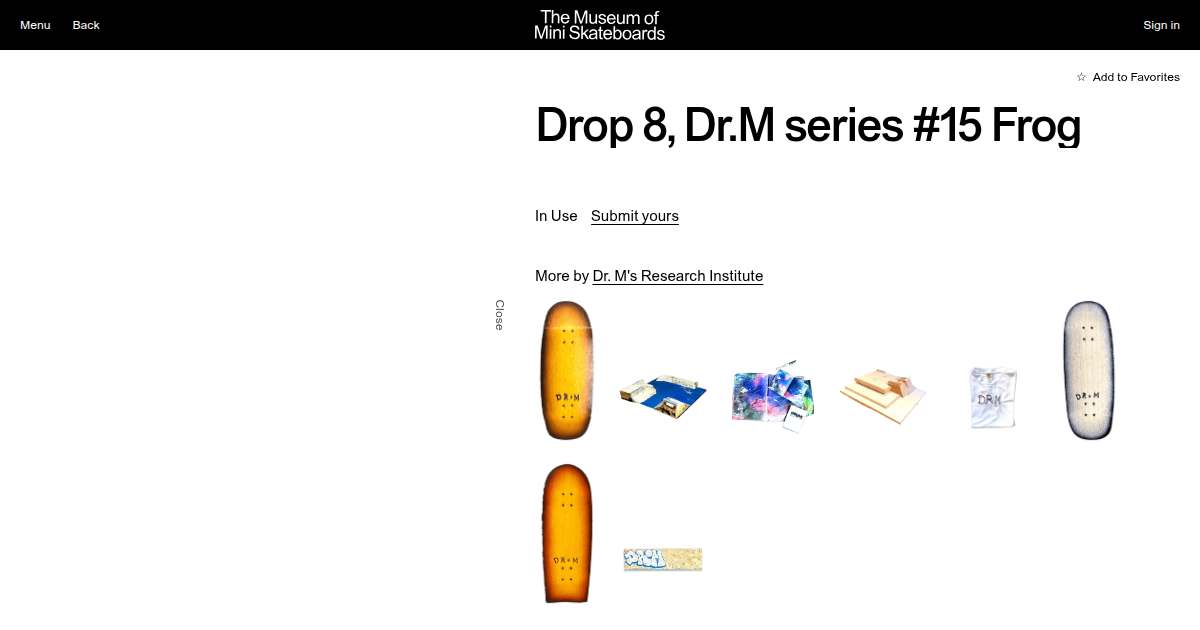 Menu Back
The Museum of
Mini Skateboards
Sign in
☆ Add to Favorites
Drop 8, Dr.M series #15 Frog
In Use Submit yours
More by Dr. M's Research Institute
Close
DR•M
DRM
DR•M
DR•M